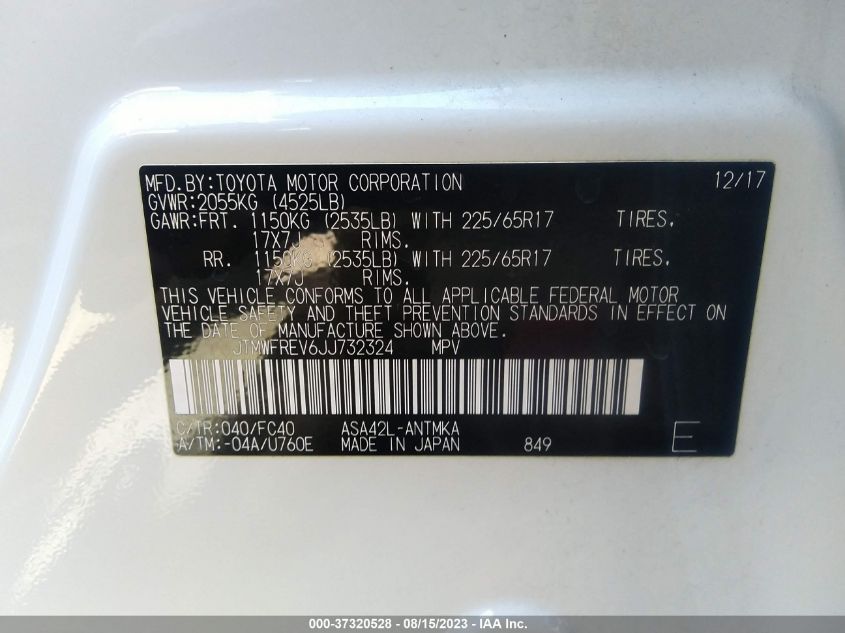 MFD.BY:TOYOTA MOTOR CORPORATION 12/17
GVWR:2055KG (4525LB)
GAWR:FRT. 1150KG (2535LB) WITH 225/65R17 TIRES.
17X7J RIMS.
RR. 1150KG (2535LB) WITH 225/65R17 TIRES.
17X7J RIMS.
THIS VEHICLE CONFORMS TO ALL APPLICABLE FEDERAL MOTOR
VEHICLE SAFETY AND THEFT PREVENTION STANDARDS IN EFFECT ON
THE DATE OF MANUFACTURE SHOWN ABOVE.
JTMWFREV6JJ732324 MPV
C/TR:040/FC40 ASA42L-ANTMKA
A/TM:-04A/U760E MADE IN JAPAN 849 E
000-37320528 - 08/15/2023 - IAA Inc.